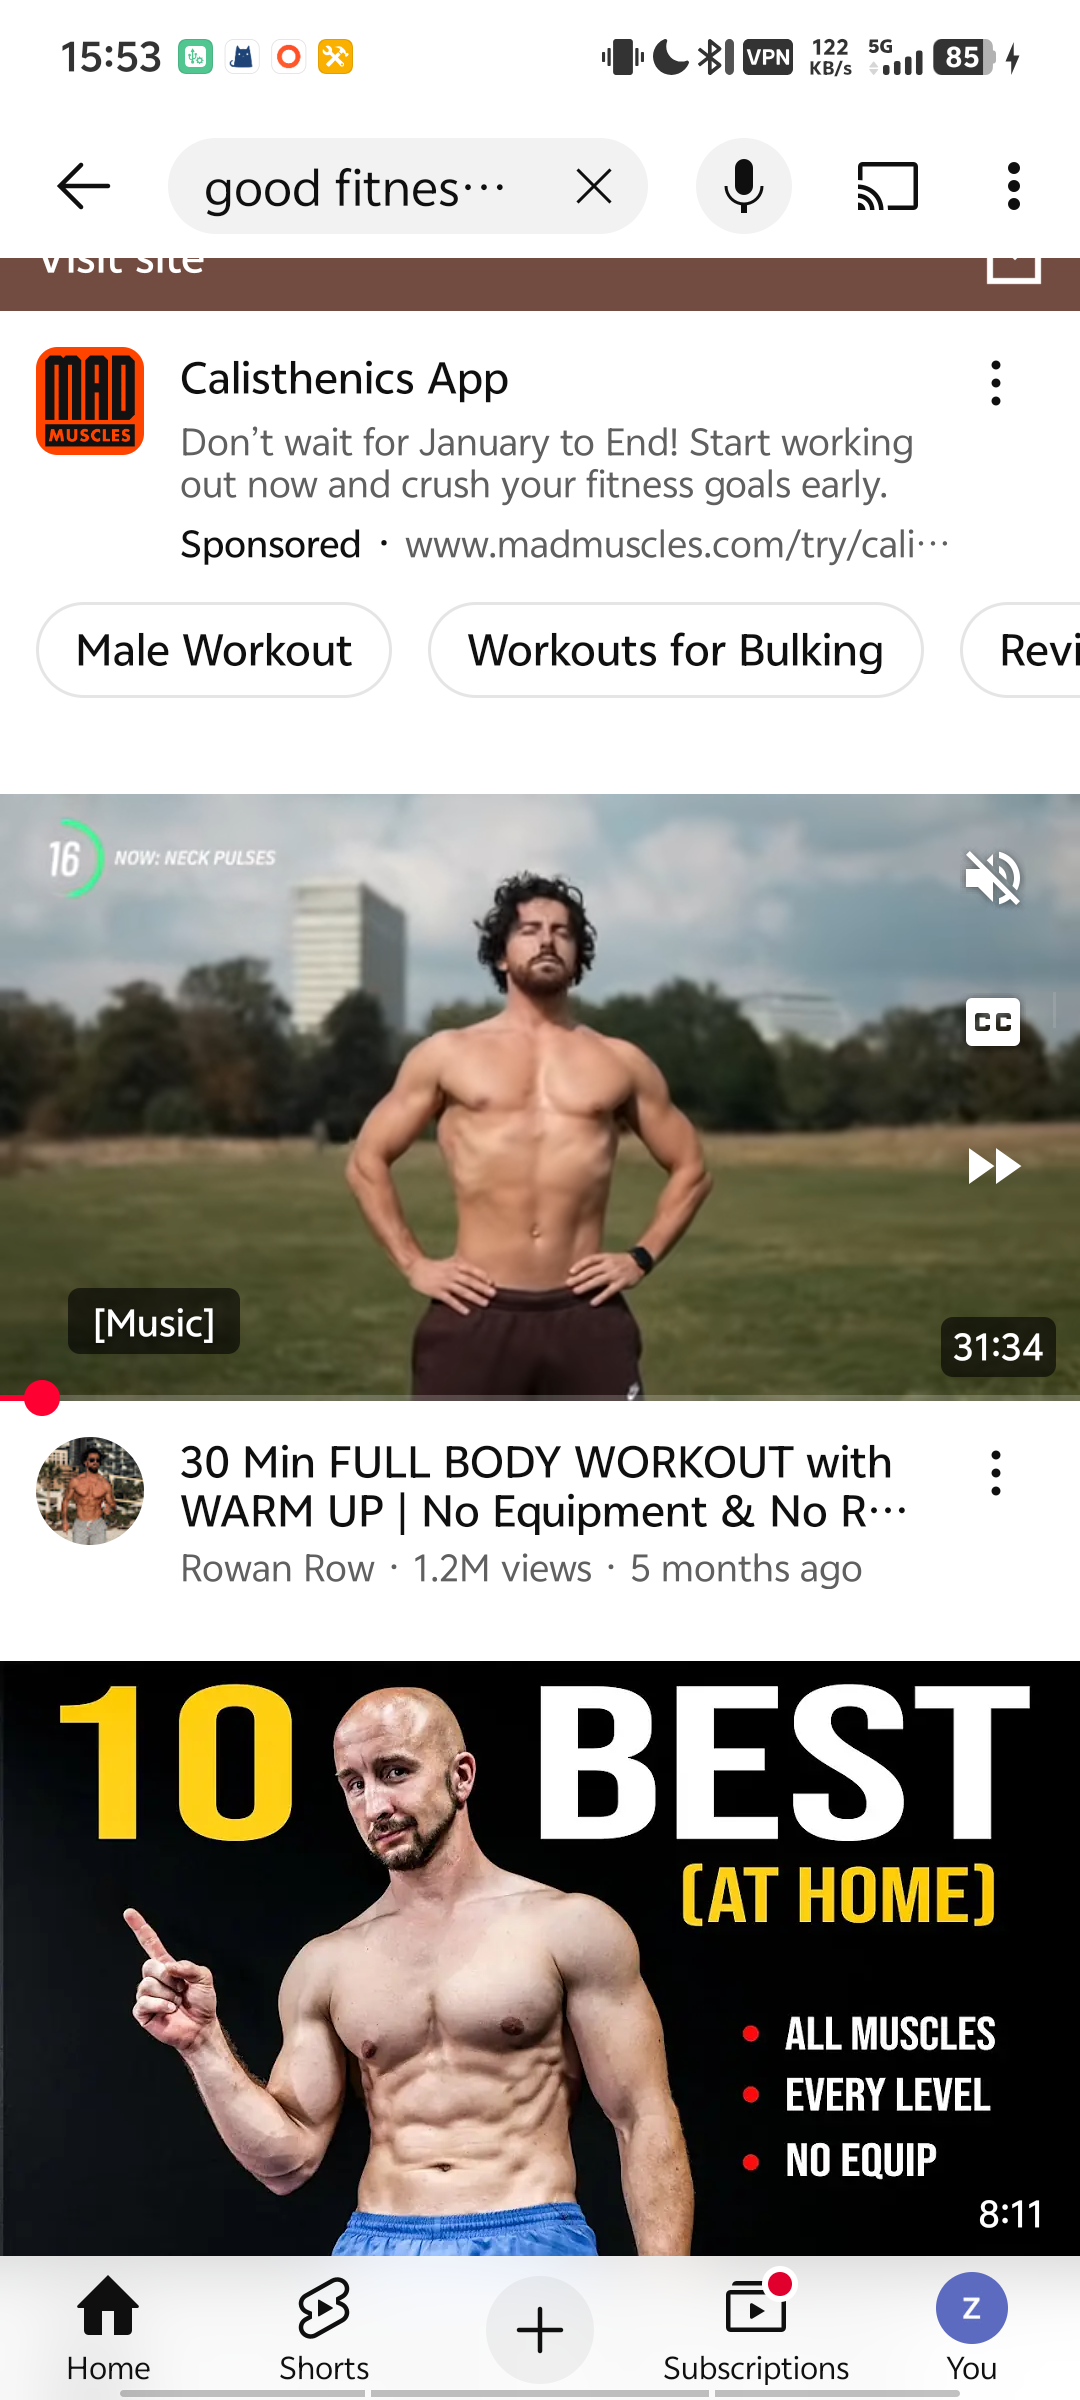 15:53
VPN
122
KB/s
5G
85
good fitnes…
Visit site
MAD
MUSCLES
Calisthenics App
Don't wait for January to End! Start working
out now and crush your fitness goals early.
Sponsored · www.madmuscles.com/try/cali…
Male Workout
Workouts for Bulking
Revi
16
NOW: NECK PULSES
CC
[Music]
31:34
30 Min FULL BODY WORKOUT with
WARM UP | No Equipment & No R…
Rowan Row · 1.2M views · 5 months ago
10 BEST
(AT HOME)
• ALL MUSCLES
• EVERY LEVEL
• NO EQUIP
8:11
Home
Shorts
Subscriptions
Z
You